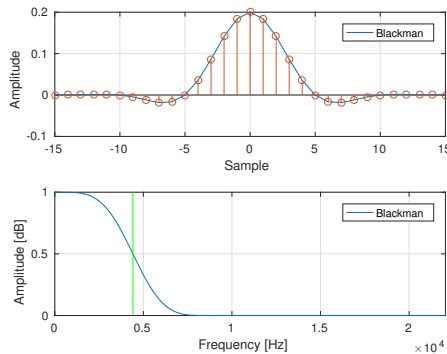 0.2
0.1
0
-0.1
Amplitude
Blackman
-15 -10 -5 0 5 10 15
Sample
1
0.5
0
Amplitude [dB]
Blackman
0 0.5 1 1.5 2
Frequency [Hz]
× 10^4